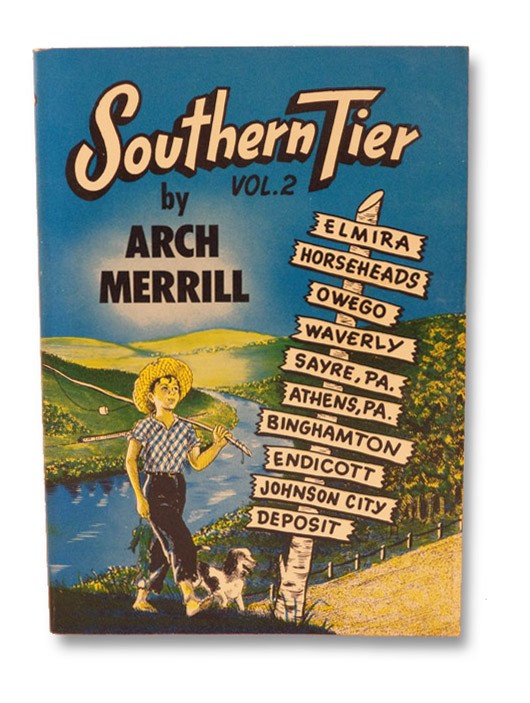 Southern Tier
VOL.2
by
ARCH
MERRILL
ELMIRA
HORSEHEADS
OWEGO
WAVERLY
SAYRE, PA.
ATHENS, PA.
BINGHAMTON
ENDICOTT
JOHNSON CITY
DEPOSIT